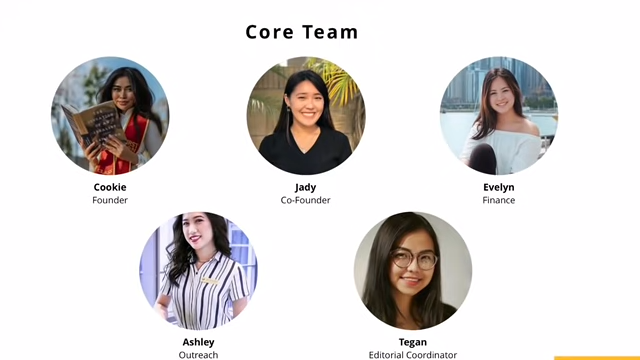 Core Team
Cookie
Founder
Jady
Co-Founder
Evelyn
Finance
Ashley
Outreach
Tegan
Editorial Coordinator